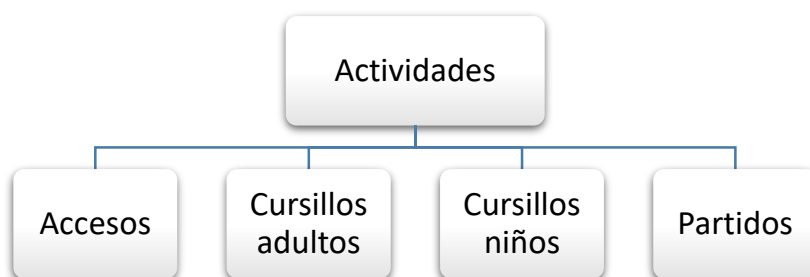 Actividades
Accesos
Cursillos
adultos
Cursillos
niños
Partidos